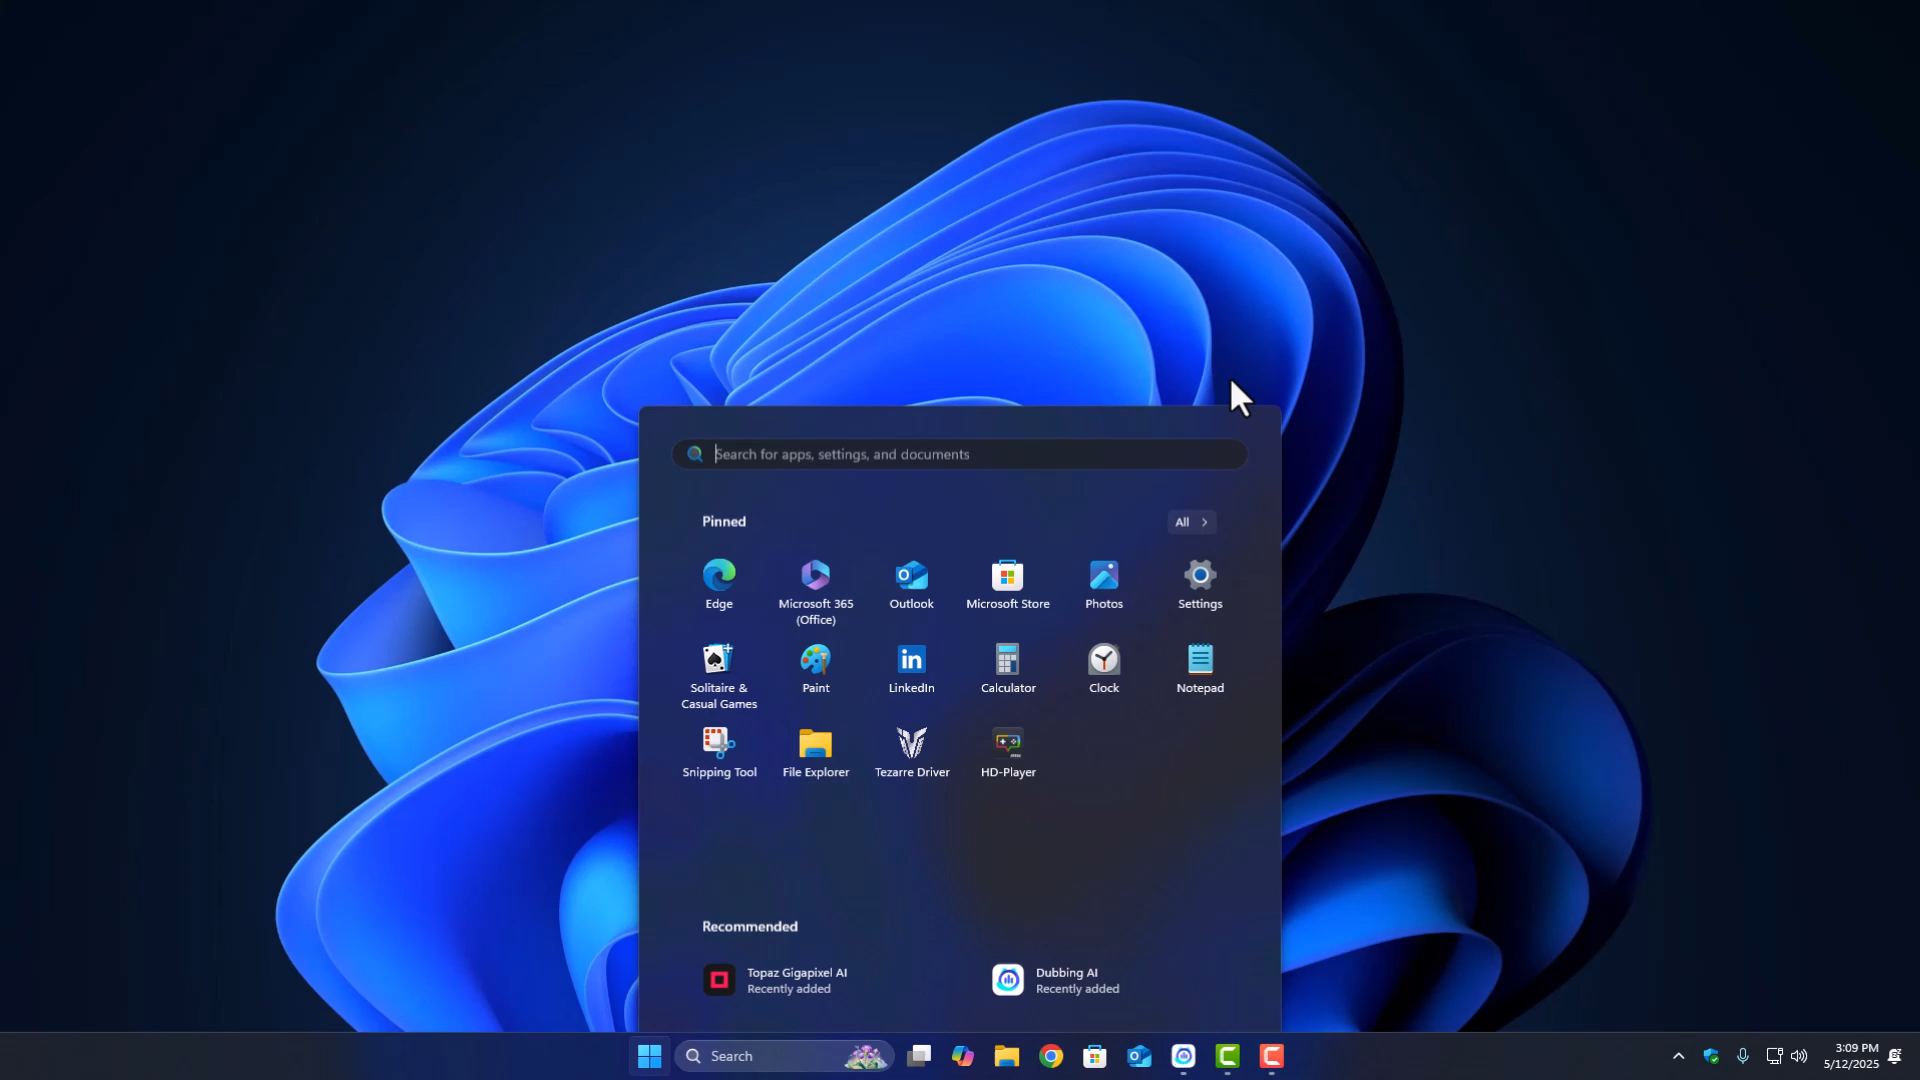 Search for apps, settings, and documents
Pinned
All
Edge
Microsoft 365
(Office)
Outlook
Microsoft Store
Photos
Settings
Solitaire &
Casual Games
Paint
LinkedIn
Calculator
Clock
Notepad
Snipping Tool
File Explorer
Tezarre Driver
HD-Player
Recommended
Topaz Gigapixel AI
Recently added
Dubbing AI
Recently added
Search
3:09 PM
5/12/2025